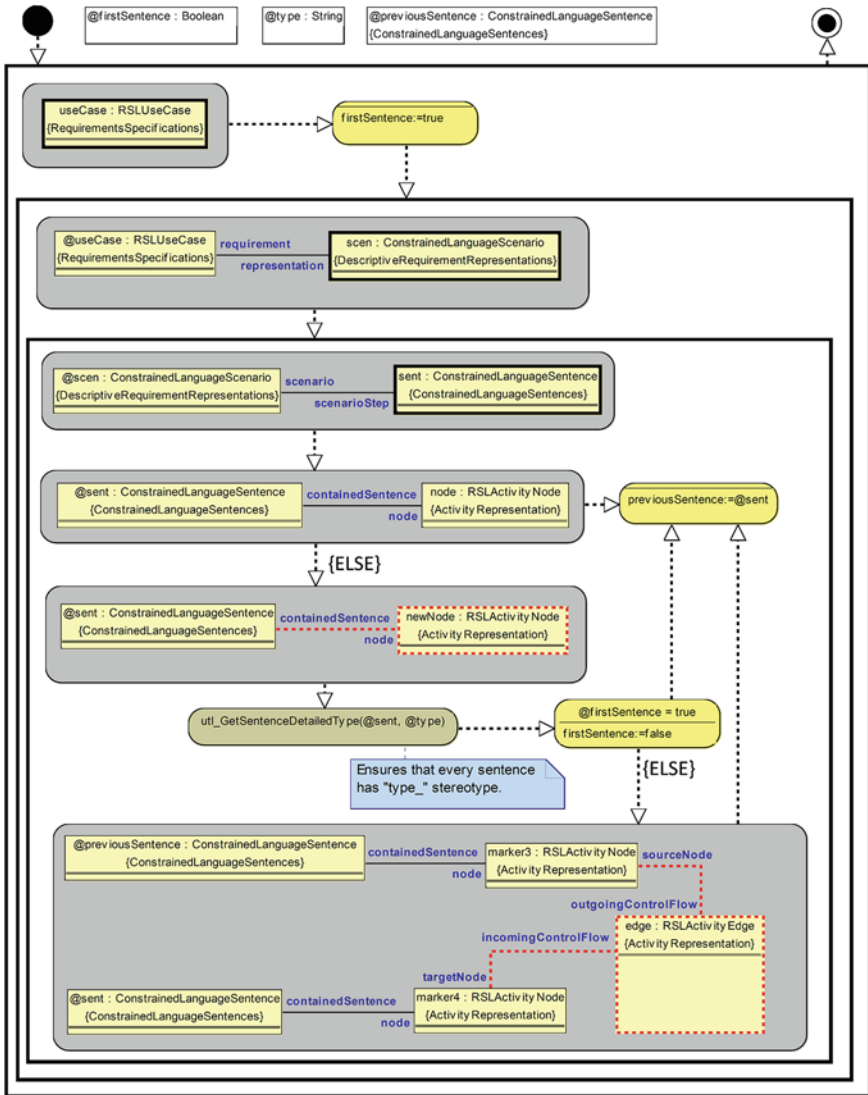 @firstSentence : Boolean
@type : String
@previousSentence : ConstrainedLanguageSentence
{ConstrainedLanguageSentences}
useCase : RSLUseCase
{RequirementsSpecifications}
firstSentence:=true
@useCase : RSLUseCase
{RequirementsSpecifications}
requirement
representation
scen : ConstrainedLanguageScenario
{DescriptiveRequirementRepresentations}
@scen : ConstrainedLanguageScenario
{DescriptiveRequirementRepresentations}
scenario
scenarioStep
sent : ConstrainedLanguageSentence
{ConstrainedLanguageSentences}
@sent : ConstrainedLanguageSentence
{ConstrainedLanguageSentences}
containedSentence
node
node : RSLActivity Node
{Activity Representation}
previousSentence:=@sent
{ELSE}
@sent : ConstrainedLanguageSentence
{ConstrainedLanguageSentences}
containedSentence
node
newNode : RSLActivity Node
{Activity Representation}
utl_GetSentenceDetailedType(@sent, @type)
@firstSentence = true
firstSentence:=false
Ensures that every sentence
has "type_" stereotype.
{ELSE}
@previousSentence : ConstrainedLanguageSentence
{ConstrainedLanguageSentences}
containedSentence
node
marker3 : RSLActivity Node
{Activity Representation}
sourceNode
outgoingControlFlow
edge : RSLActivity Edge
{Activity Representation}
incomingControlFlow
targetNode
@sent : ConstrainedLanguageSentence
{ConstrainedLanguageSentences}
containedSentence
node
marker4 : RSLActivity Node
{Activity Representation}